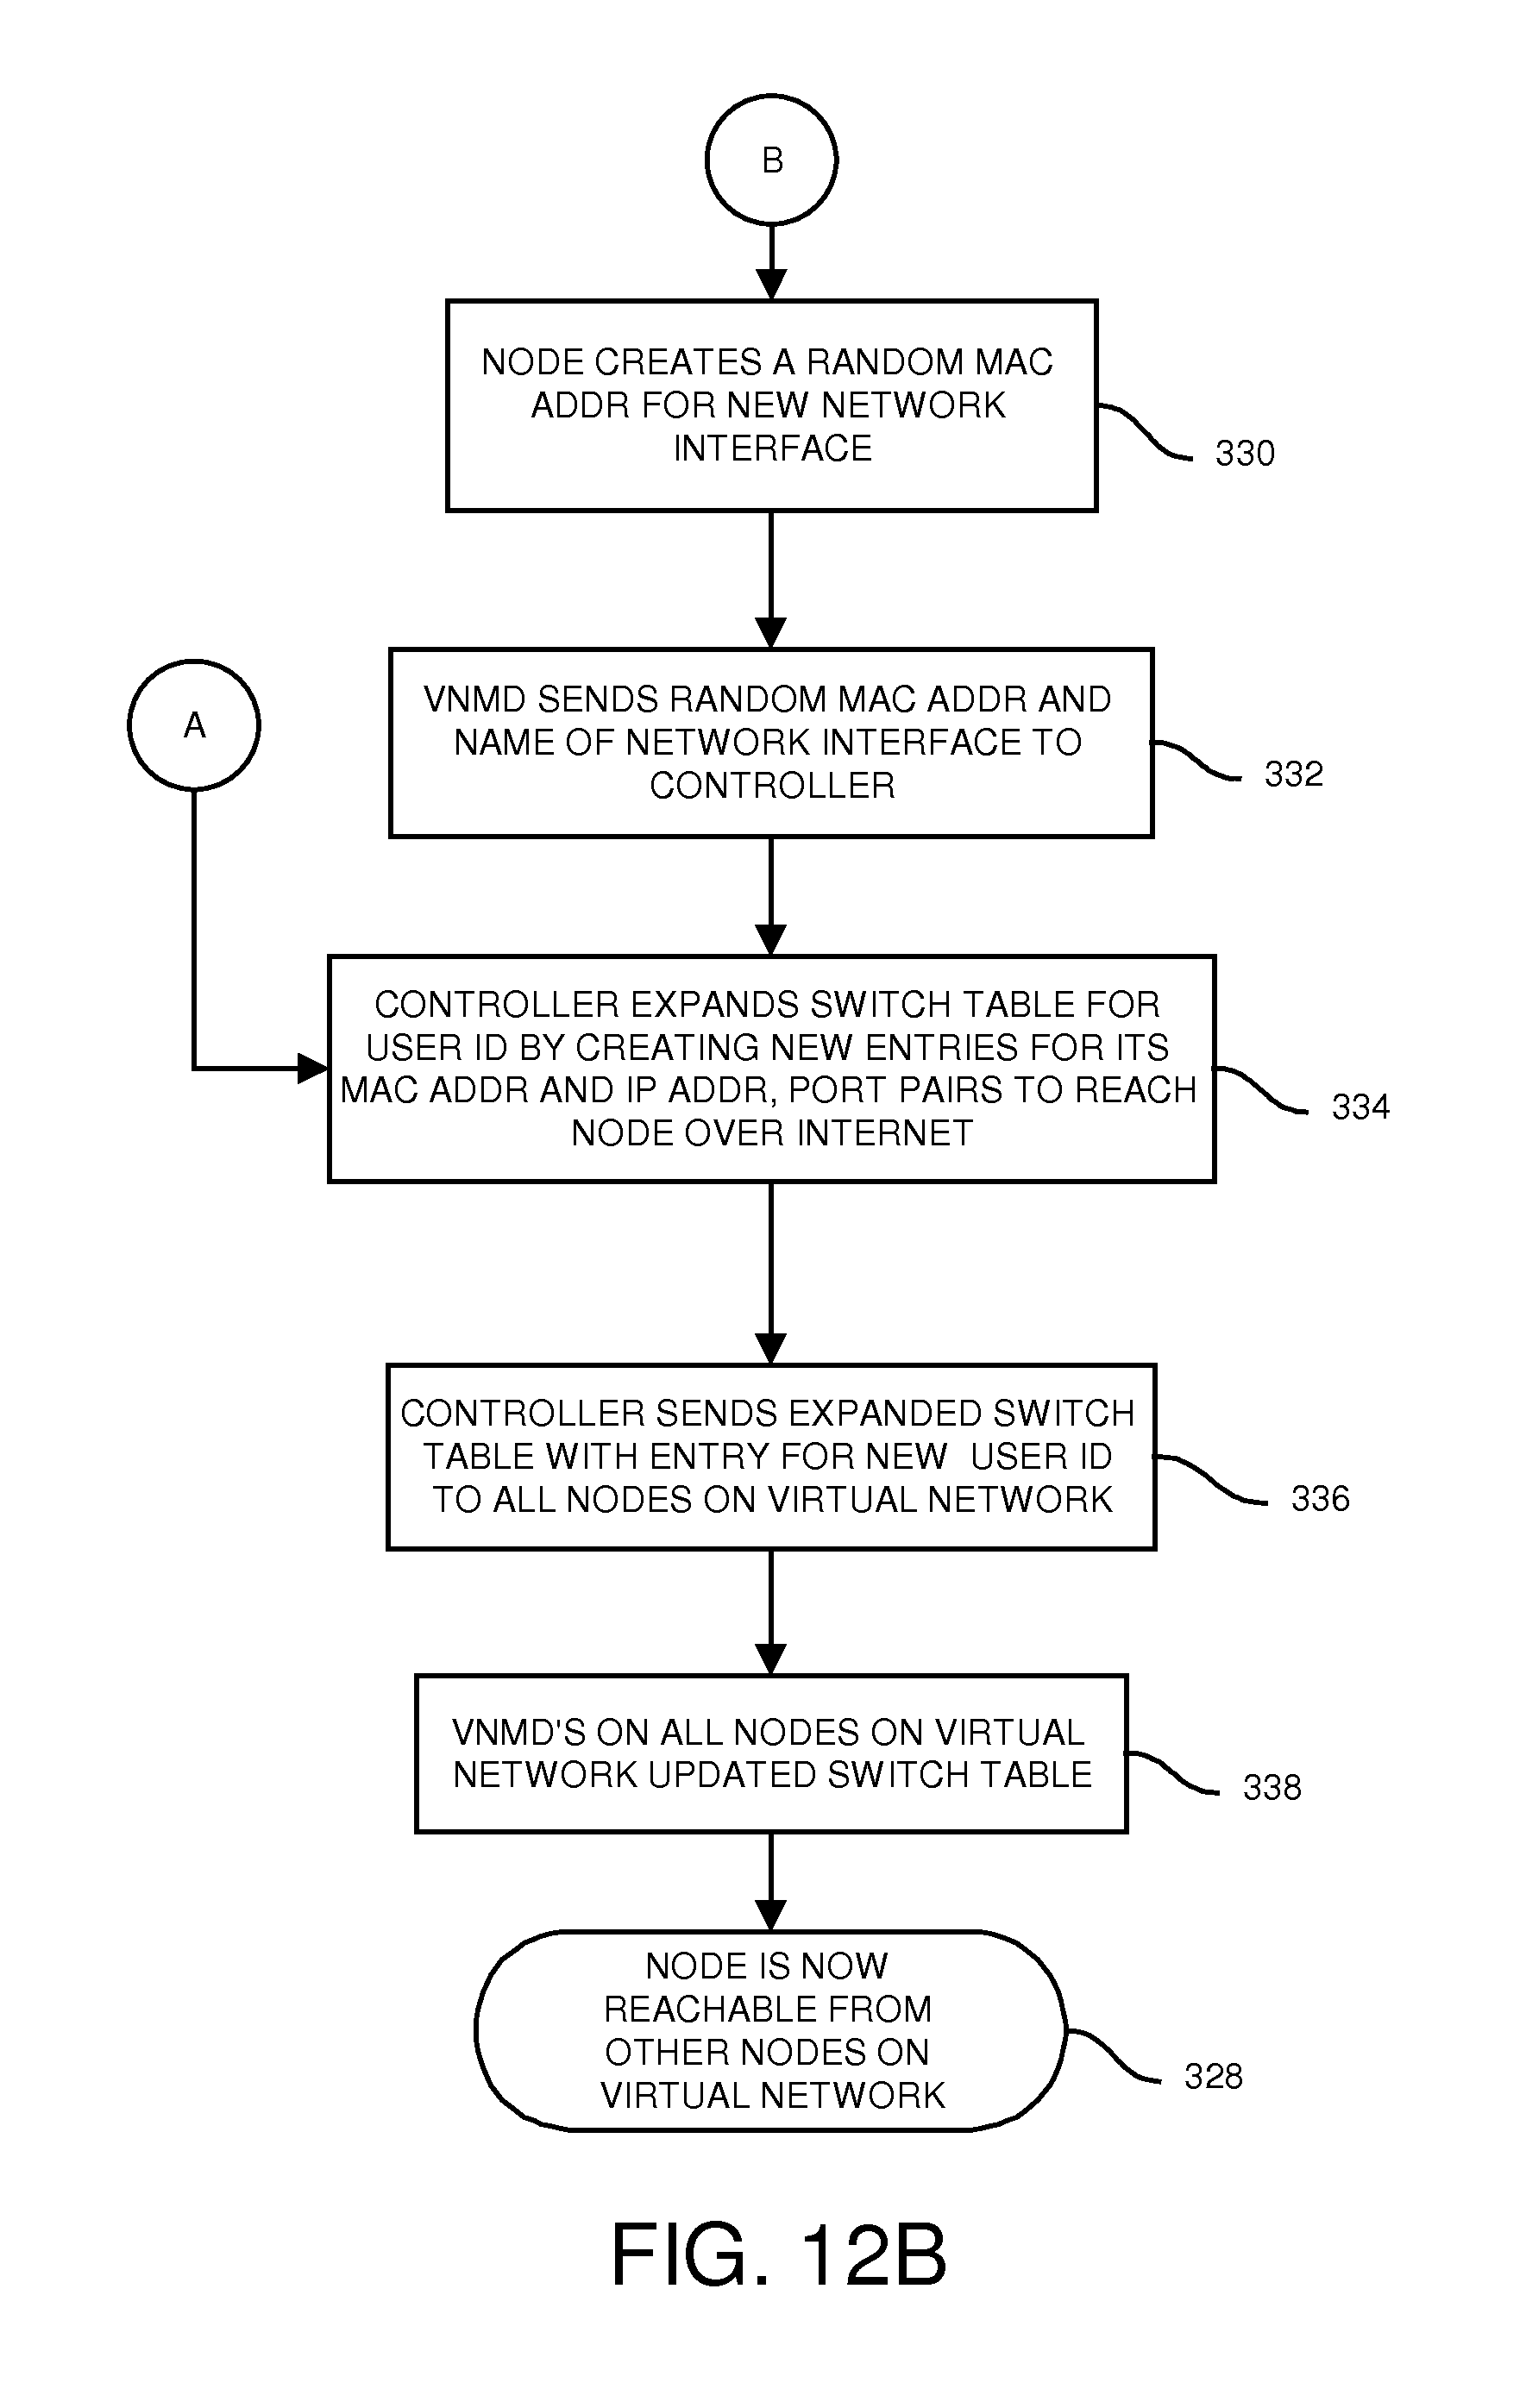 B
NODE CREATES A RANDOM MAC
ADDR FOR NEW NETWORK
INTERFACE
330
A
VNMD SENDS RANDOM MAC ADDR AND
NAME OF NETWORK INTERFACE TO
CONTROLLER
332
CONTROLLER EXPANDS SWITCH TABLE FOR
USER ID BY CREATING NEW ENTRIES FOR ITS
MAC ADDR AND IP ADDR, PORT PAIRS TO REACH
NODE OVER INTERNET
334
CONTROLLER SENDS EXPANDED SWITCH
TABLE WITH ENTRY FOR NEW USER ID
TO ALL NODES ON VIRTUAL NETWORK
336
VNMD'S ON ALL NODES ON VIRTUAL
NETWORK UPDATED SWITCH TABLE
338
NODE IS NOW
REACHABLE FROM
OTHER NODES ON
VIRTUAL NETWORK
328
FIG. 12B